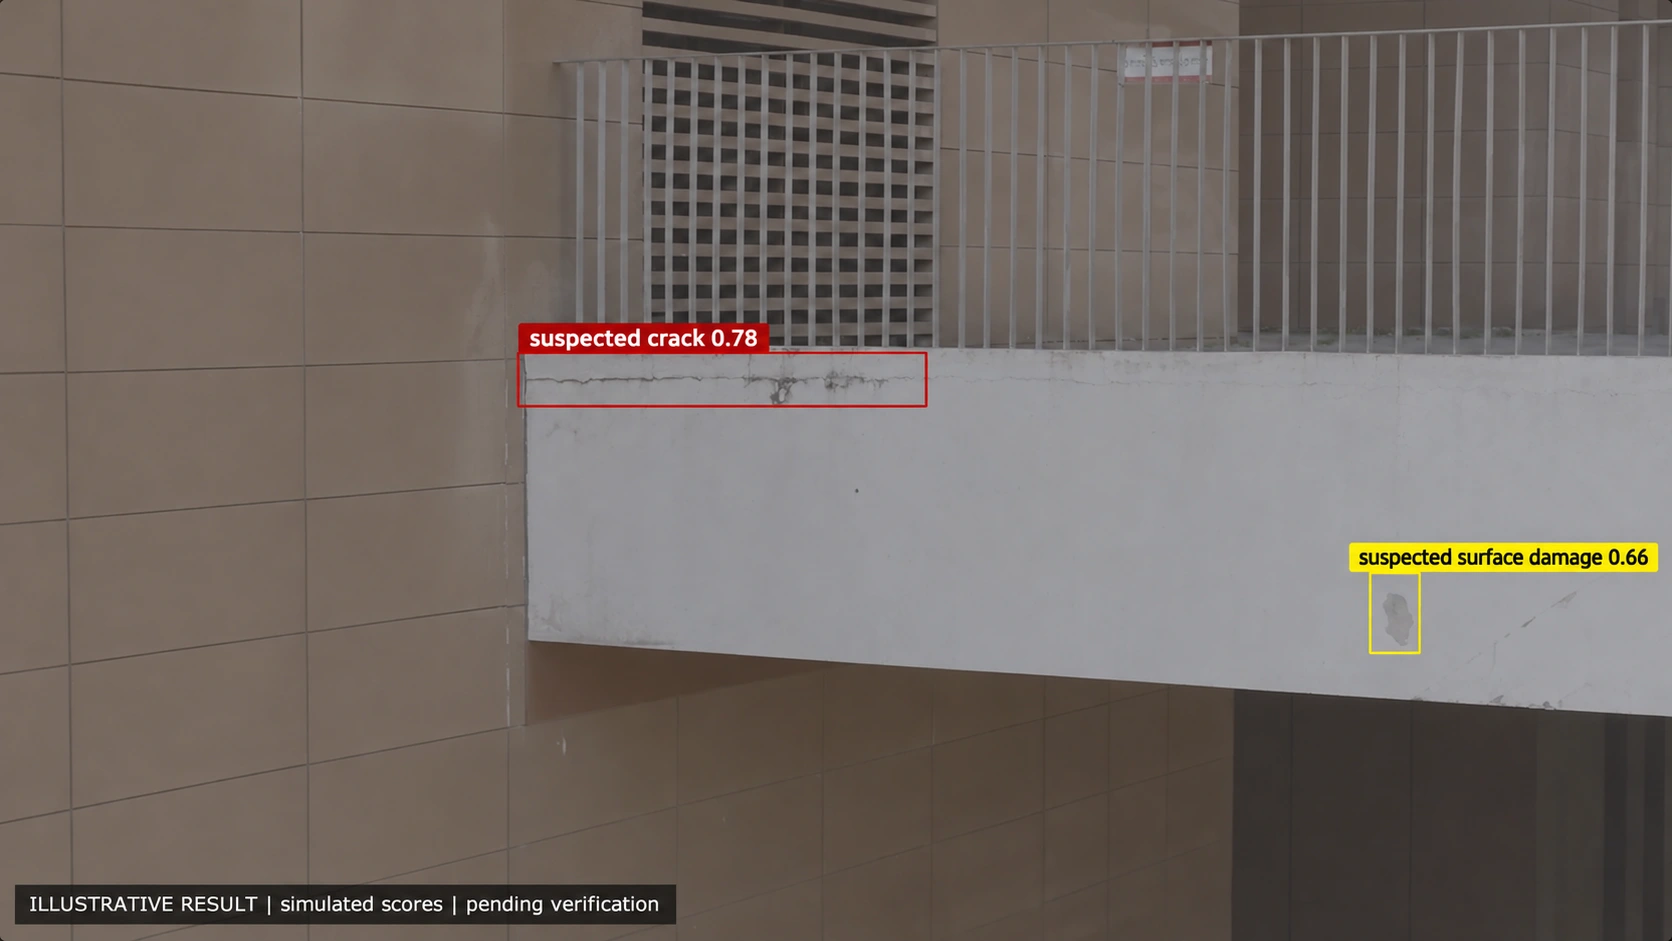 suspected crack 0.78
suspected surface damage 0.66
ILLUSTRATIVE RESULT | simulated scores | pending verification